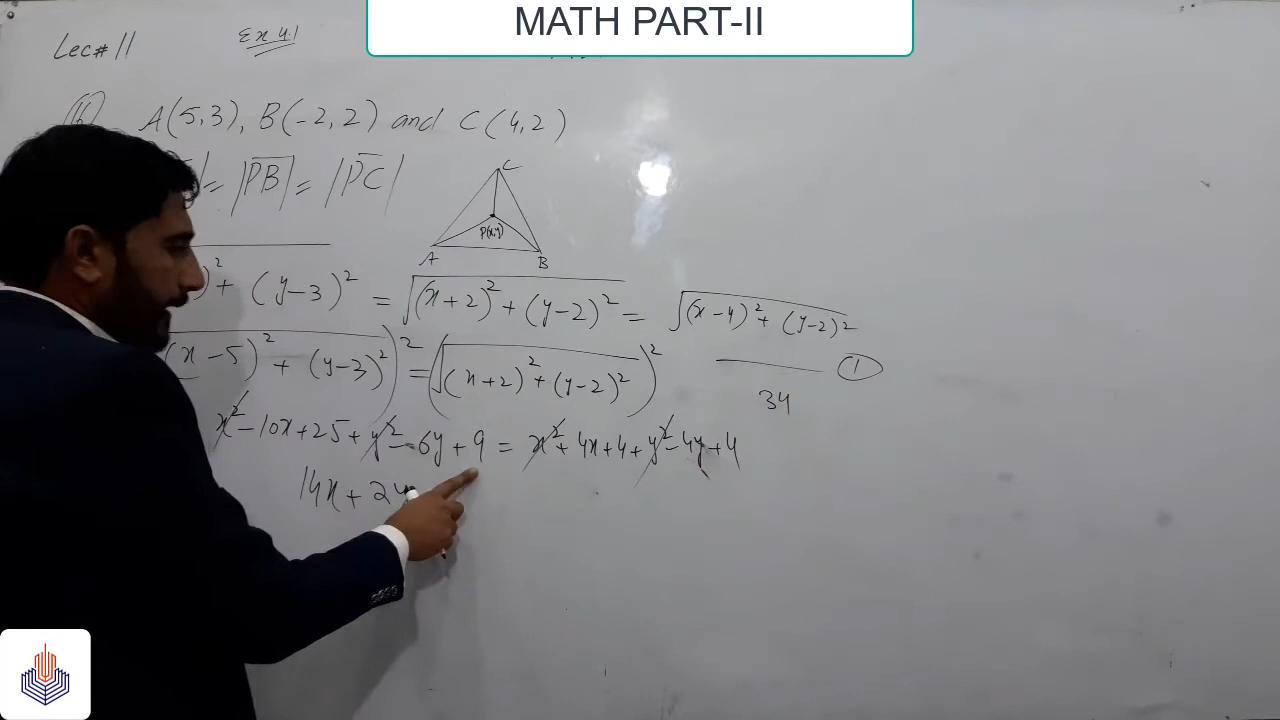 MATH PART-II
Lec# 11
Ex 4.1
A(5,3), B(-2,2) and C(4,2)
= |PB| = |PC|
C
P(x,y)
A
B
)² + (y-3)² = √(x+2)² + (y-2)² = √(x-4)² + (y-2)²
(x-5)² + (y-3)²)² = (√(x+2)² + (y-2)²)²
①
34
x² - 10x + 25 + y² - 6y + 9 = x² + 4x + 4 + y² - 4y + 4
14x + 2y